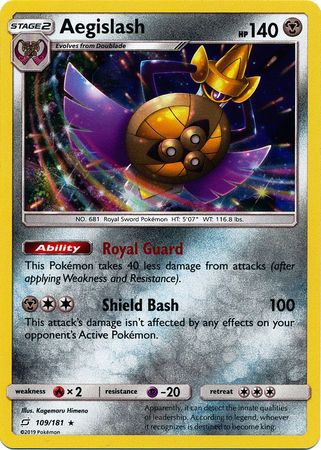 STAGE 2
Aegislash
HP 140
Evolves from Doublade
NO. 681 Royal Sword Pokémon HT: 5'07" WT: 116.8 lbs.
Ability Royal Guard
This Pokémon takes 40 less damage from attacks (after
applying Weakness and Resistance).
Shield Bash 100
This attack's damage isn't affected by any effects on your
opponent's Active Pokémon.
weakness ×2 resistance -20 retreat
Illus. Kagemaru Himeno
109/181
©2019 Pokémon
Apparently, it can detect the innate qualities
of leadership. According to legend, whoever
it recognizes is destined to become king.